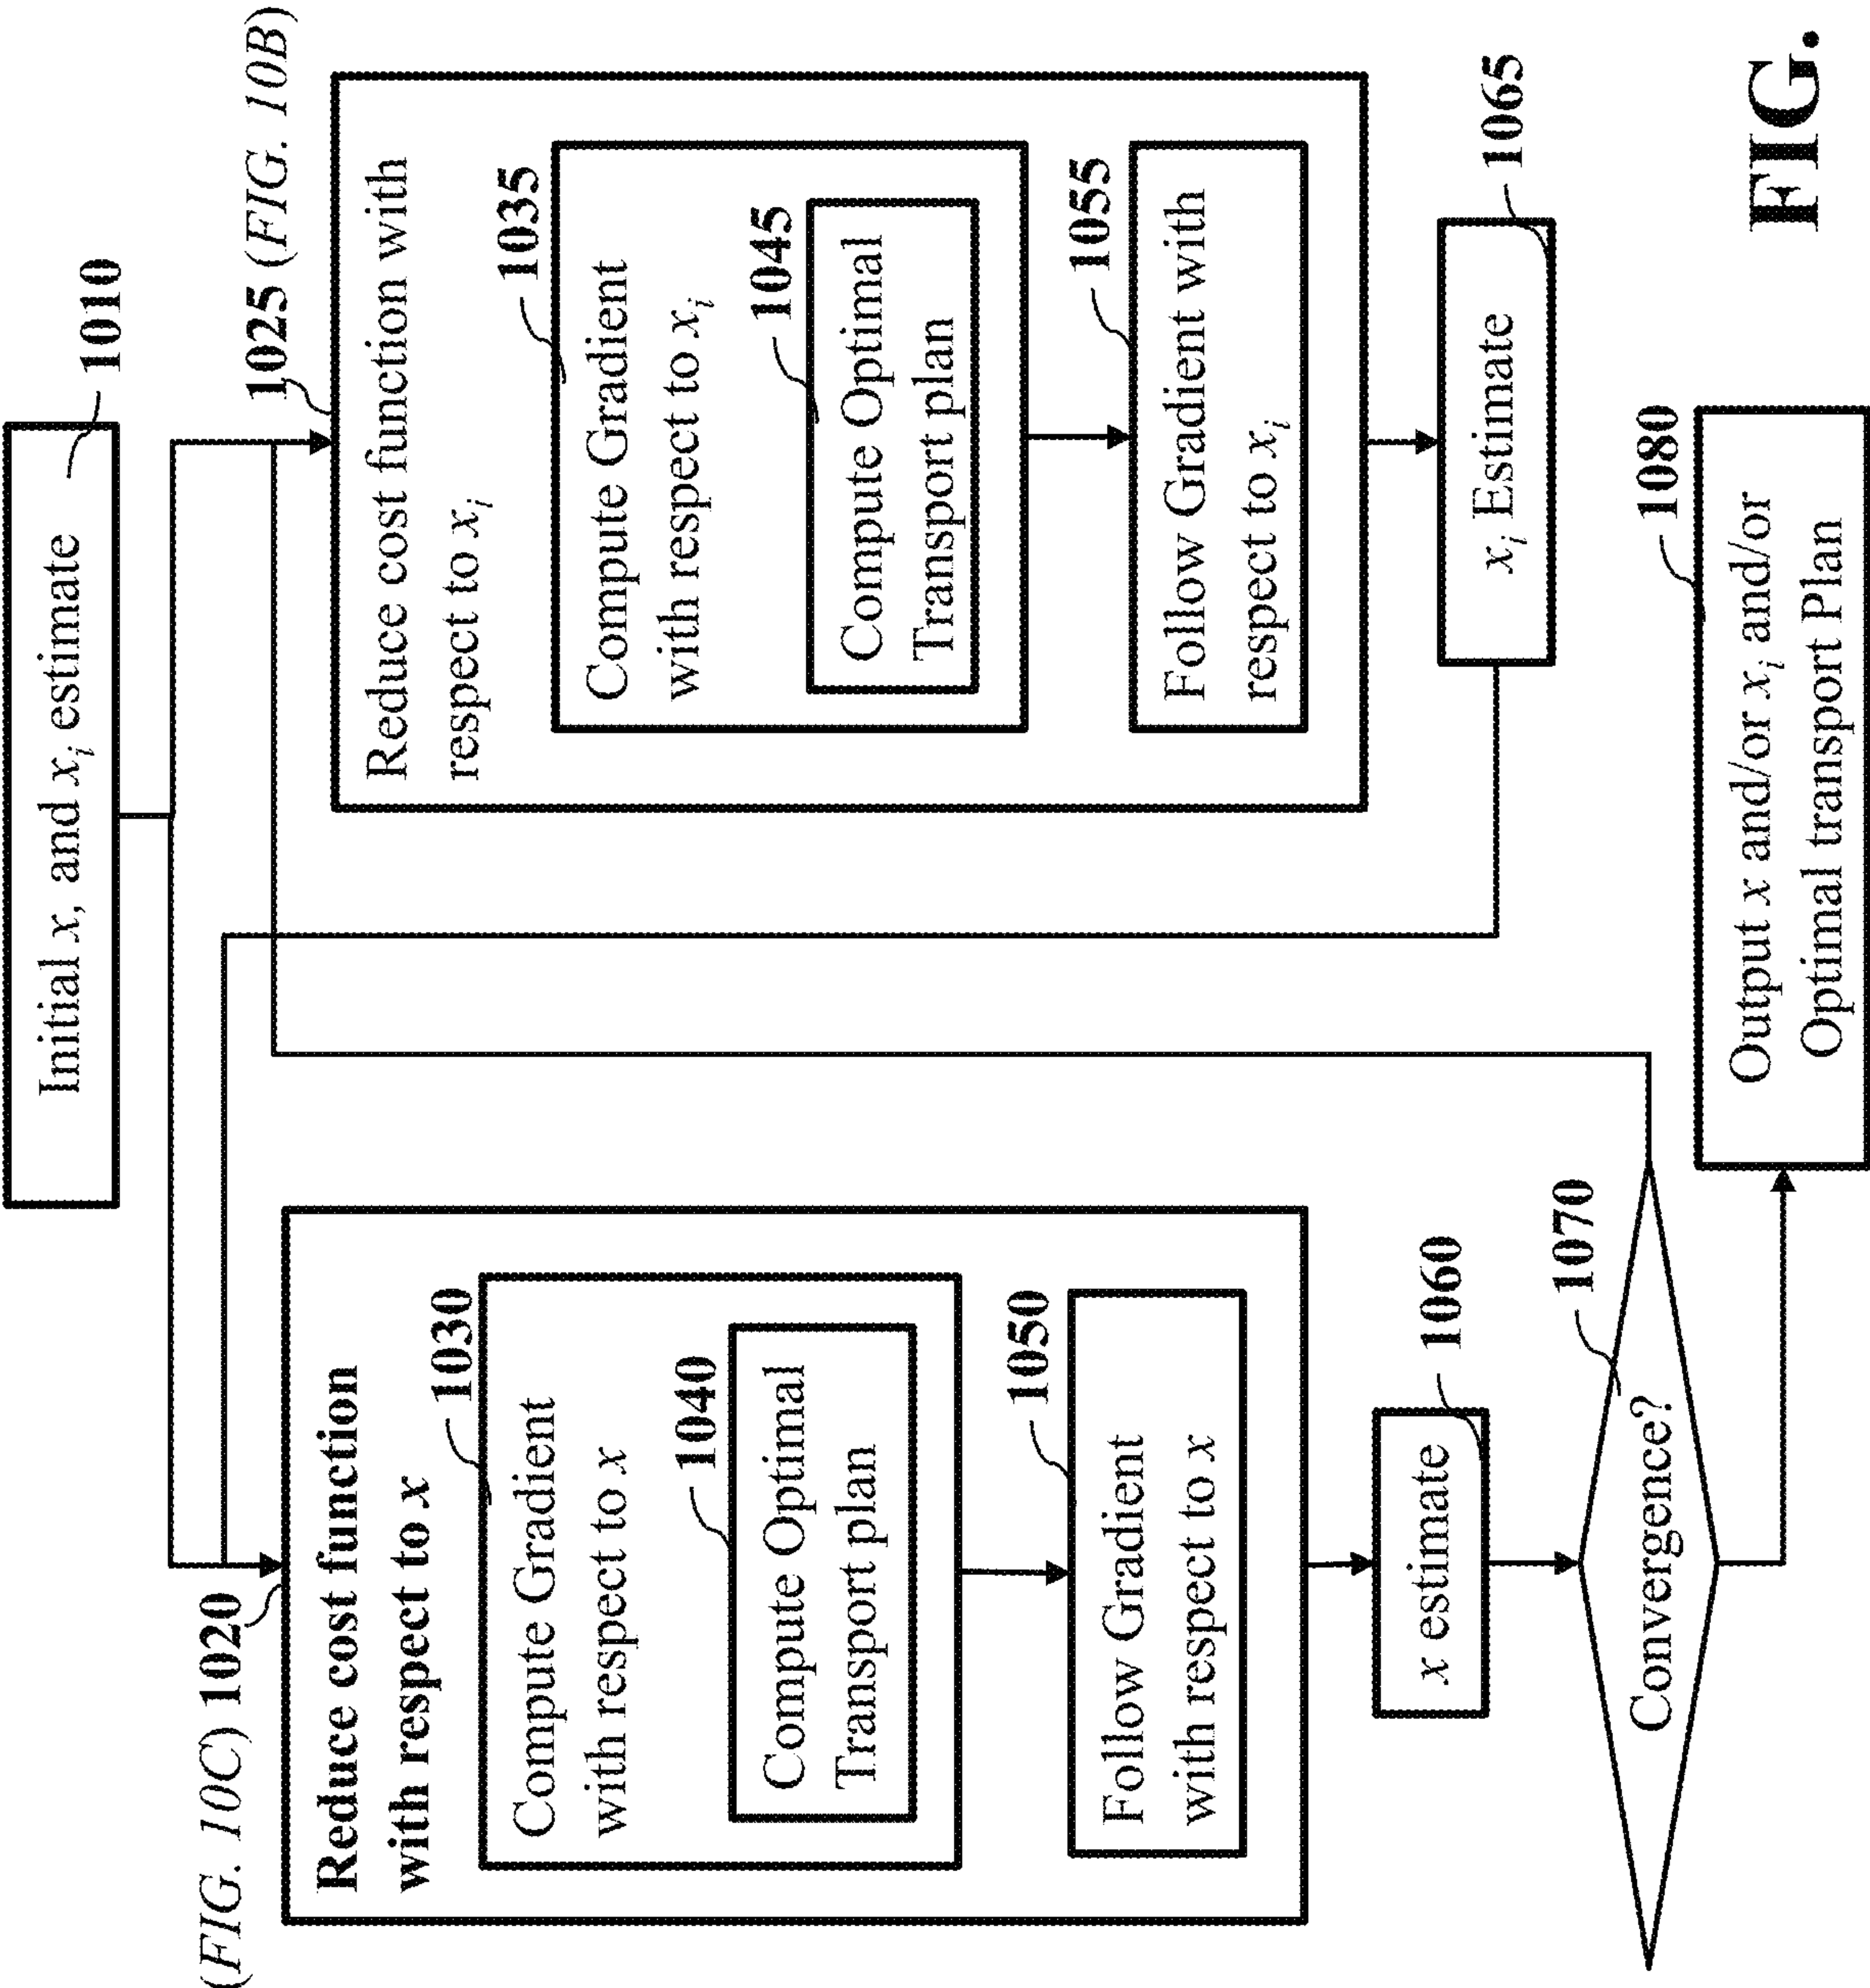 Initial x, and x_i estimate
1010
(FIG. 10C) 1020
Reduce cost function
with respect to x
1030
Compute Gradient
with respect to x
1040
Compute Optimal
Transport plan
1050
Follow Gradient
with respect to x
1060
x estimate
1070
Convergence?
1025 (FIG. 10B)
Reduce cost function with
respect to x_i
1035
Compute Gradient
with respect to x_i
1045
Compute Optimal
Transport plan
1055
Follow Gradient with
respect to x_i
1065
x_i Estimate
1080
Output x and/or x_i and/or
Optimal transport Plan
FIG.